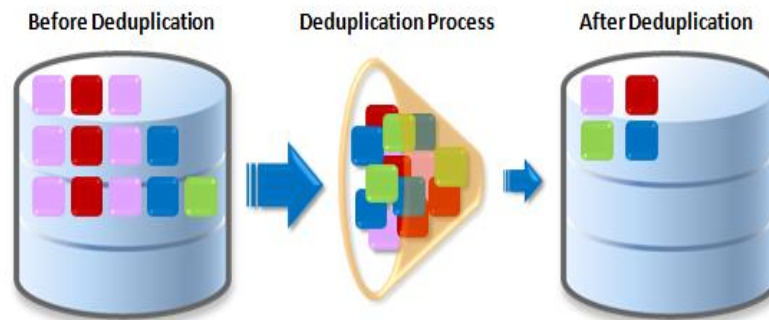 Before Deduplication
Deduplication Process
After Deduplication